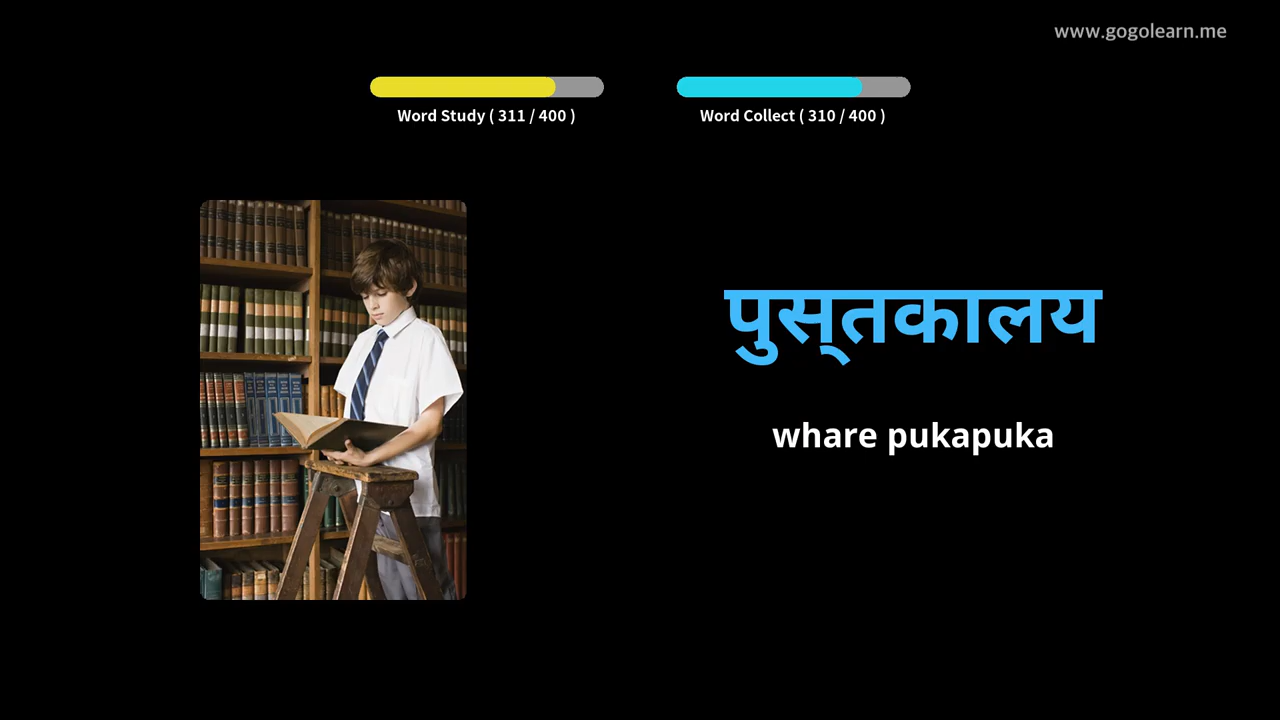 www.gogolearn.me
Word Study ( 311 / 400 )
Word Collect ( 310 / 400 )
पुस्तकालय
whare pukapuka